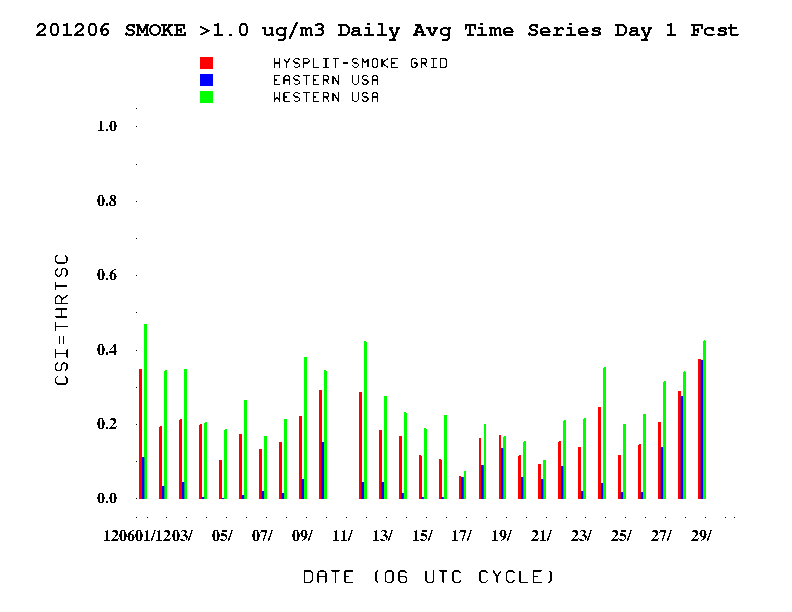 201206 SMOKE >1.0 ug/m3 Daily Avg Time Series Day 1 Fcst
HYSPLIT-SMOKE GRID
EASTERN USA
WESTERN USA
1.0
0.8
0.6
0.4
0.2
0.0
CSI=THRTSC
120601/1203/ 05/ 07/ 09/ 11/ 13/ 15/ 17/ 19/ 21/ 23/ 25/ 27/ 29/
DATE (06 UTC CYCLE)